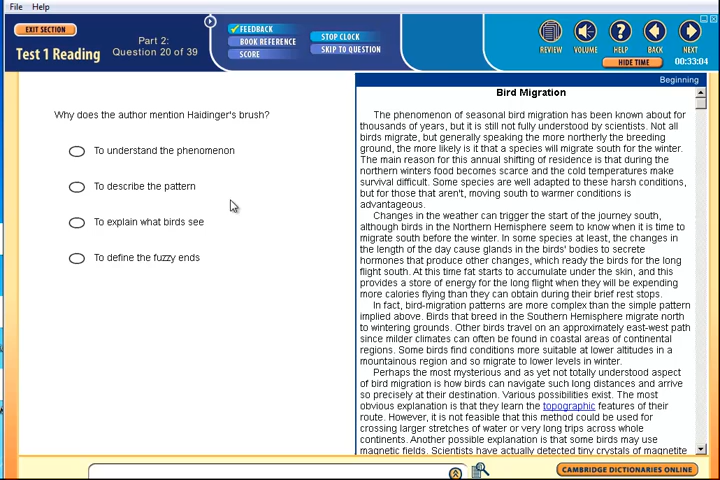 File Help
EXIT SECTION
Test 1 Reading
Part 2:
Question 20 of 39
FEEDBACK
BOOK REFERENCE
SCORE
STOP CLOCK
SKIP TO QUESTION
REVIEW
VOLUME
HELP
BACK
NEXT
HIDE TIME
00:33:04
Beginning
Why does the author mention Haidinger's brush?
To understand the phenomenon
To describe the pattern
To explain what birds see
To define the fuzzy ends
Bird Migration
The phenomenon of seasonal bird migration has been known about for
thousands of years, but it is still not fully understood by scientists. Not all
birds migrate, but generally speaking the more northerly the breeding
ground, the more likely is it that a species will migrate south for the winter.
The main reason for this annual shifting of residence is that during the
northern winters food becomes scarce and the cold temperatures make
survival difficult. Some species are well adapted to these harsh conditions,
but for those that aren't, moving south to warmer conditions is
advantageous.
Changes in the weather can trigger the start of the journey south,
although birds in the Northern Hemisphere seem to know when it is time to
migrate south before the winter. In some species at least, the changes in
the length of the day cause glands in the birds' bodies to secrete
hormones that produce other changes, which ready the birds for the long
flight south. At this time fat starts to accumulate under the skin, and this
provides a store of energy for the long flight when they will be expending
more calories flying than they can obtain during their brief rest stops.
In fact, bird-migration patterns are more complex than the simple pattern
implied above. Birds that breed in the Southern Hemisphere migrate north
to wintering grounds. Other birds travel on an approximately east-west path
since milder climates can often be found in coastal areas of continental
regions. Some birds find conditions more suitable at lower altitudes in a
mountainous region and so migrate to lower levels in winter.
Perhaps the most mysterious and as yet not totally understood aspect
of bird migration is how birds can navigate such long distances and arrive
so precisely at their destination. Various possibilities exist. The most
obvious explanation is that they learn the topographic features of their
route. However, it is not feasible that this method could be used for
crossing larger stretches of water or very long trips across whole
continents. Another possible explanation is that some birds may use
magnetic fields. Scientists have actually detected tiny crystals of magnetite
CAMBRIDGE DICTIONARIES ONLINE